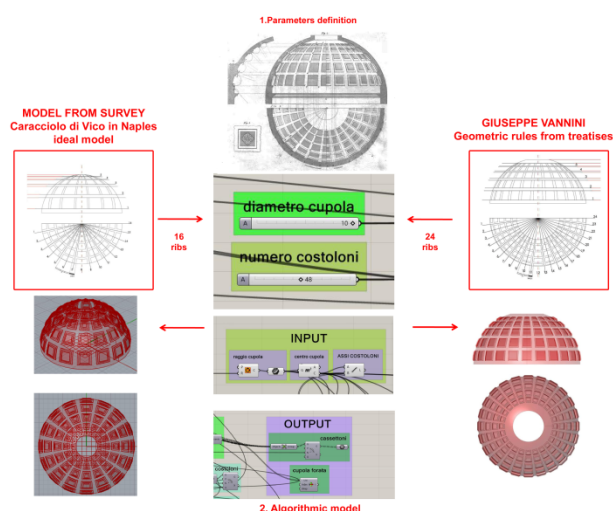 1.Parameters definition
MODEL FROM SURVEY
Caracciolo di Vico in Naples
ideal model
GIUSEPPE VANNINI
Geometric rules from treatises
diametro cupola
A
10
16
ribs
24
ribs
numero costoloni
A
48
INPUT
raggio cupola
centro cupola
ASSI COSTOLONI
OUTPUT
cassettoni
costoloni
cupola forata
2. Algorithmic model